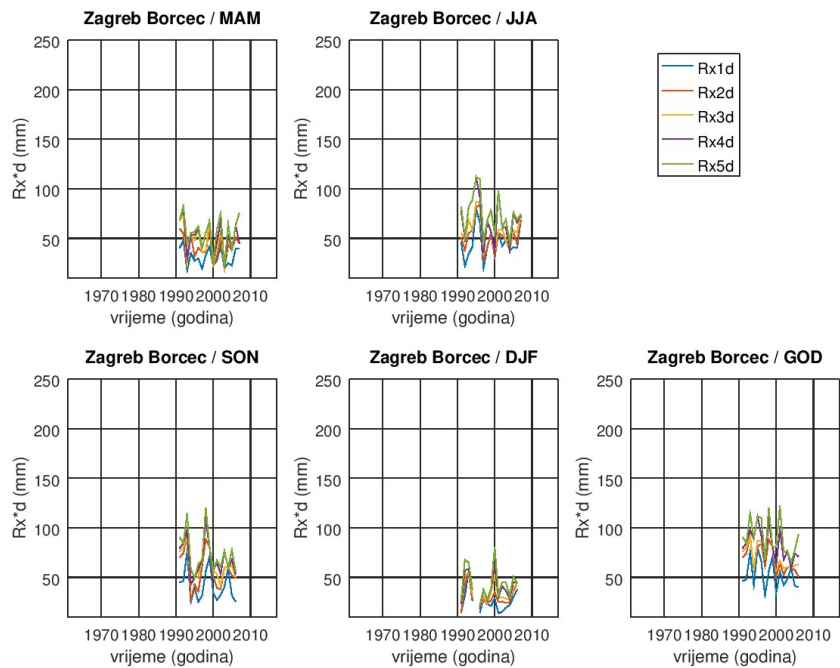 Zagreb Borcec / MAM
250
200
150
100
50
Rx*d (mm)
1970 1980 1990 2000 2010
vrijeme (godina)
Zagreb Borcec / JJA
250
200
150
100
50
Rx*d (mm)
1970 1980 1990 2000 2010
vrijeme (godina)
Rx1d
Rx2d
Rx3d
Rx4d
Rx5d
Zagreb Borcec / SON
250
200
150
100
50
Rx*d (mm)
1970 1980 1990 2000 2010
vrijeme (godina)
Zagreb Borcec / DJF
250
200
150
100
50
Rx*d (mm)
1970 1980 1990 2000 2010
vrijeme (godina)
Zagreb Borcec / GOD
250
200
150
100
50
Rx*d (mm)
1970 1980 1990 2000 2010
vrijeme (godina)